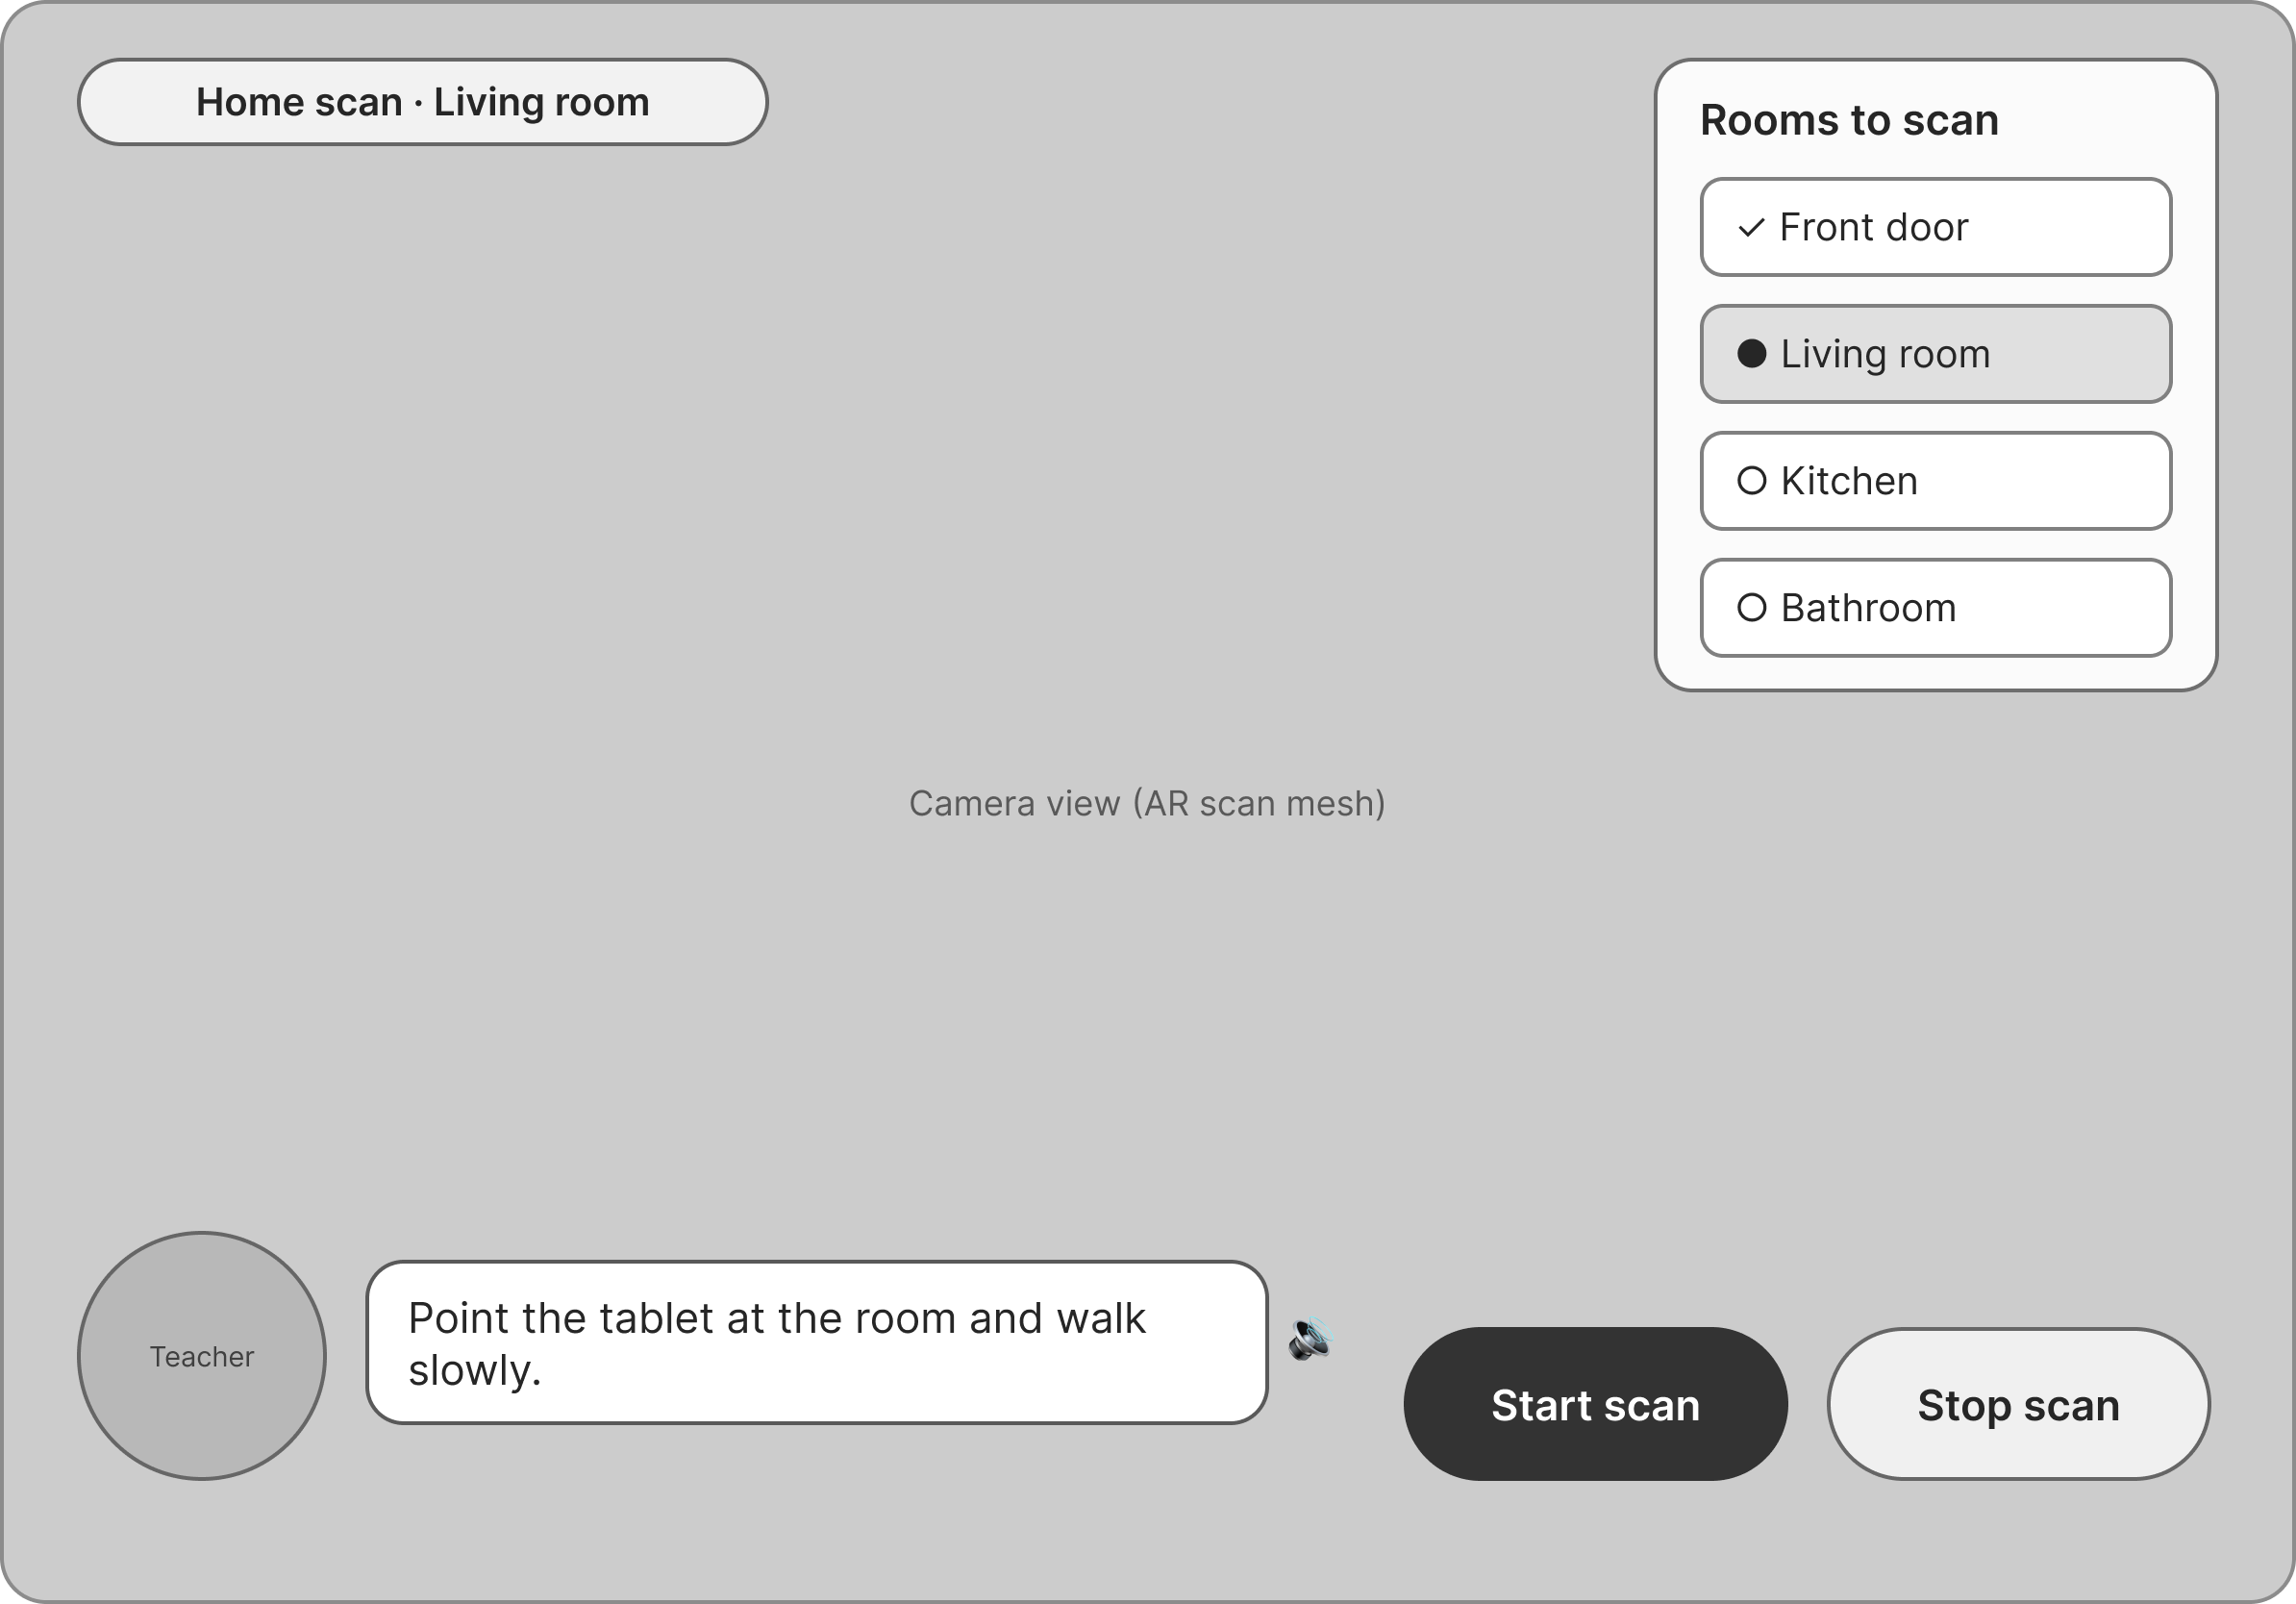 Home scan · Living room
Rooms to scan
✓ Front door
● Living room
○ Kitchen
○ Bathroom
Camera view (AR scan mesh)
Teacher
Point the tablet at the room and walk
slowly.
Start scan
Stop scan